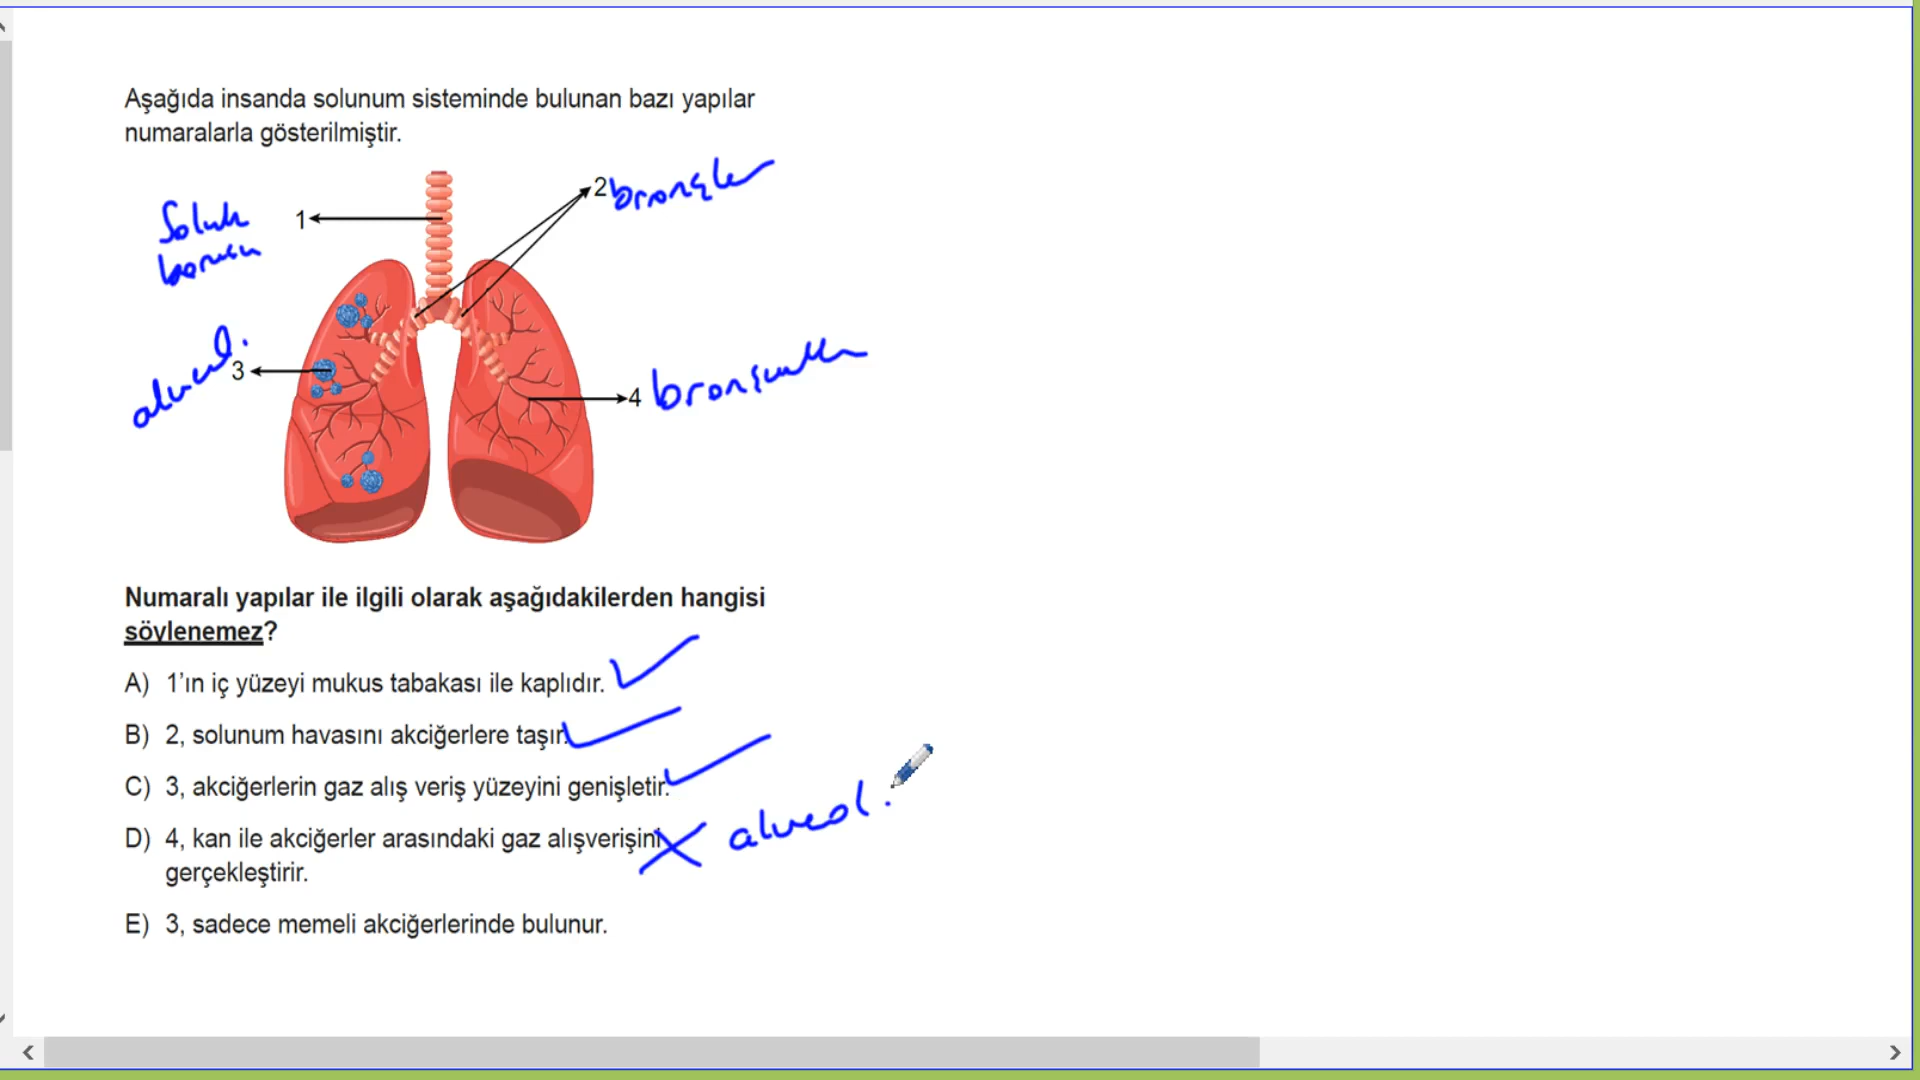 Aşağıda insanda solunum sisteminde bulunan bazı yapılar
numaralarla gösterilmiştir.
Soluk
borusu
1
2 bronşlar
alveol.
3
4 bronşcuklar
Numaralı yapılar ile ilgili olarak aşağıdakilerden hangisi
söylenemez?
A) 1’ın iç yüzeyi mukus tabakası ile kaplıdır.
B) 2, solunum havasını akciğerlere taşır.
C) 3, akciğerlerin gaz alış veriş yüzeyini genişletir.
D) 4, kan ile akciğerler arasındaki gaz alışverişini
gerçekleştirir.
alveol.
E) 3, sadece memeli akciğerlerinde bulunur.